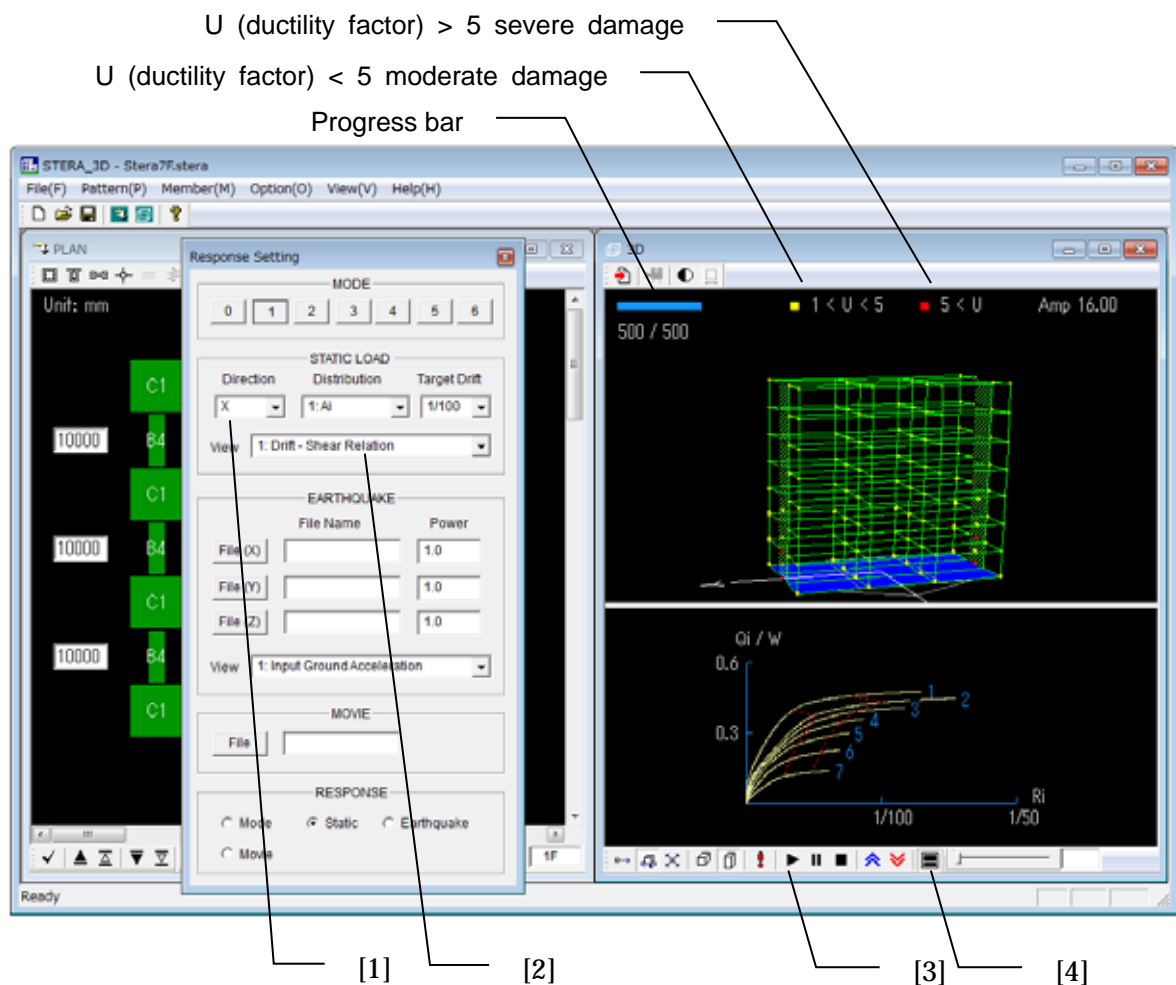 U (ductility factor) > 5 severe damage
U (ductility factor) < 5 moderate damage
Progress bar
STERA_3D - Stera7F.stera
File(F) Pattern(P) Member(M) Option(O) View(V) Help(H)
PLAN
Unit: mm
C1
10000 B4
C1
10000 B4
C1
10000 B4
C1
1F
Response Setting
MODE
0 1 2 3 4 5 6
STATIC LOAD
Direction Distribution Target Drift
X 1: Ai 1/100
View 1: Drift - Shear Relation
EARTHQUAKE
File Name Power
File (X) 1.0
File (Y) 1.0
File (Z) 1.0
View 1: Input Ground Acceleration
MOVIE
File
RESPONSE
Mode Static Earthquake
Movie
3D
1 < U < 5 5 < U Amp 16.00
500 / 500
Qi / W
0.6
0.3
1
2
3
4
5
6
7
Ri
1/100 1/50
Ready
[1] [2] [3] [4]